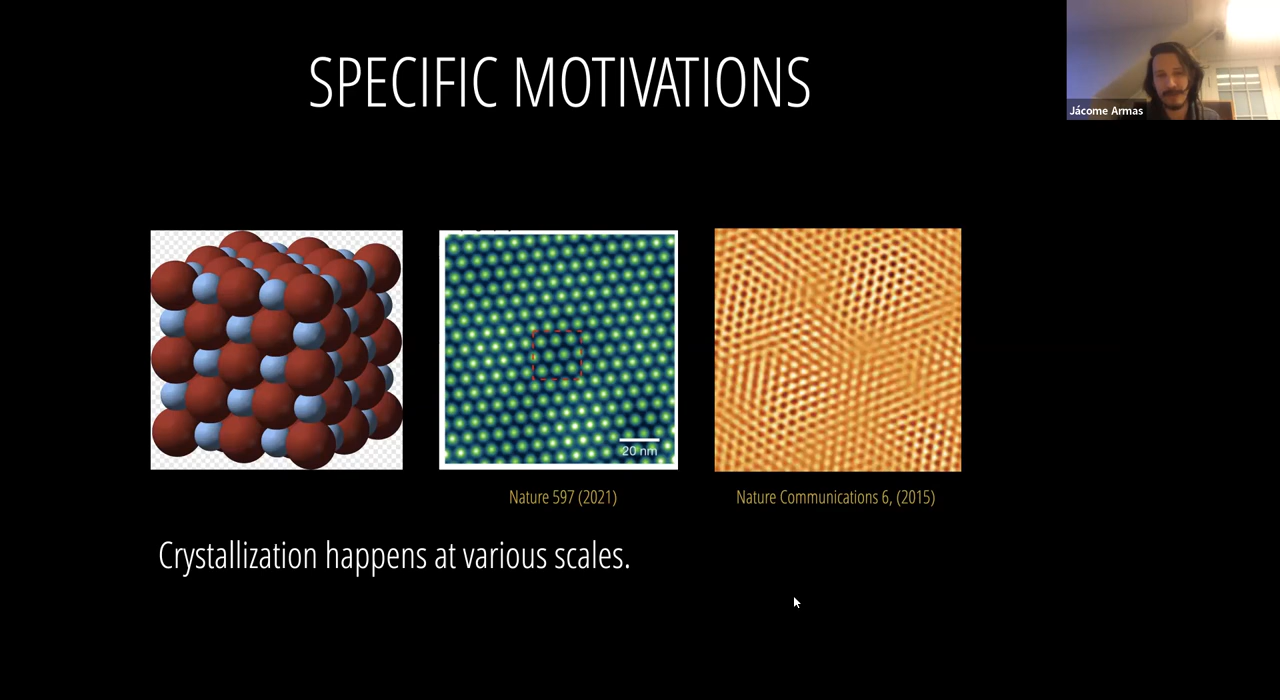 SPECIFIC MOTIVATIONS
Jácome Armas
20 nm
Nature 597 (2021)
Nature Communications 6, (2015)
Crystallization happens at various scales.